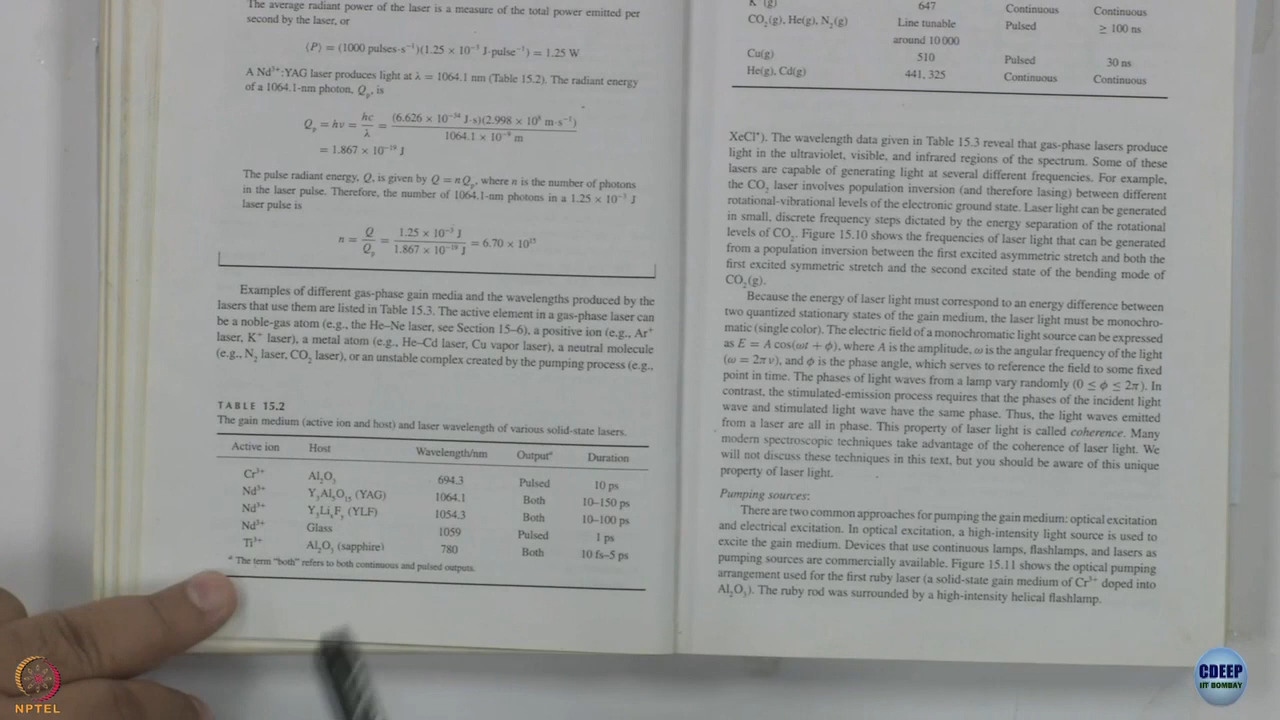 The average radiant power of the laser is a measure of the total power emitted per
second by the laser, or
⟨P⟩ = (1000 pulses·s⁻¹)(1.25 × 10⁻³ J·pulse⁻¹) = 1.25 W
A Nd³⁺:YAG laser produces light at λ = 1064.1 nm (Table 15.2). The radiant energy
of a 1064.1-nm photon, Qₚ, is
Qₚ = hν = hc/λ = (6.626 × 10⁻³⁴ J·s)(2.998 × 10⁸ m·s⁻¹) / 1064.1 × 10⁻⁹ m
= 1.867 × 10⁻¹⁹ J
The pulse radiant energy, Q, is given by Q = nQₚ, where n is the number of photons
in the laser pulse. Therefore, the number of 1064.1-nm photons in a 1.25 × 10⁻³ J
laser pulse is
n = Q/Qₚ = 1.25 × 10⁻³ J / 1.867 × 10⁻¹⁹ J = 6.70 × 10¹⁵
Examples of different gas-phase gain media and the wavelengths produced by the
lasers that use them are listed in Table 15.3. The active element in a gas-phase laser can
be a noble-gas atom (e.g., the He–Ne laser, see Section 15–6), a positive ion (e.g., Ar⁺
laser, K⁺ laser), a metal atom (e.g., He–Cd laser, Cu vapor laser), a neutral molecule
(e.g., N₂ laser, CO₂ laser), or an unstable complex created by the pumping process (e.g.,
TABLE 15.2
The gain medium (active ion and host) and laser wavelength of various solid-state lasers.
Active ion Host Wavelength/nm Outputᵃ Duration
Cr³⁺ Al₂O₃ 694.3 Pulsed 10 ps
Nd³⁺ Y₃Al₅O₁₂ (YAG) 1064.1 Both 10–150 ps
Nd³⁺ Y₃Li₆F₉ (YLF) 1054.3 Both 10–100 ps
Nd³⁺ Glass 1059 Pulsed 1 ps
Ti³⁺ Al₂O₃ (sapphire) 780 Both 10 fs–5 ps
ᵃ The term "both" refers to both continuous and pulsed outputs.
K (g) 647 Continuous Continuous
CO₂(g), He(g), N₂(g) Line tunable Pulsed ≥ 100 ns
around 10 000
Cu(g) 510 Pulsed 30 ns
He(g), Cd(g) 441, 325 Continuous Continuous
XeCl*). The wavelength data given in Table 15.3 reveal that gas-phase lasers produce
light in the ultraviolet, visible, and infrared regions of the spectrum. Some of these
lasers are capable of generating light at several different frequencies. For example,
the CO₂ laser involves population inversion (and therefore lasing) between different
rotational-vibrational levels of the electronic ground state. Laser light can be generated
in small, discrete frequency steps dictated by the energy separation of the rotational
levels of CO₂. Figure 15.10 shows the frequencies of laser light that can be generated
from a population inversion between the first excited asymmetric stretch and both the
first excited symmetric stretch and the second excited state of the bending mode of
CO₂(g).
Because the energy of laser light must correspond to an energy difference between
two quantized stationary states of the gain medium, the laser light must be monochro-
matic (single color). The electric field of a monochromatic light source can be expressed
as E = A cos(ωt + ϕ), where A is the amplitude, ω is the angular frequency of the light
(ω = 2πν), and ϕ is the phase angle, which serves to reference the field to some fixed
point in time. The phases of light waves from a lamp vary randomly (0 ≤ ϕ ≤ 2π). In
contrast, the stimulated-emission process requires that the phases of the incident light
wave and stimulated light wave have the same phase. Thus, the light waves emitted
from a laser are all in phase. This property of laser light is called coherence. Many
modern spectroscopic techniques take advantage of the coherence of laser light. We
will not discuss these techniques in this text, but you should be aware of this unique
property of laser light.
Pumping sources:
There are two common approaches for pumping the gain medium: optical excitation
and electrical excitation. In optical excitation, a high-intensity light source is used to
excite the gain medium. Devices that use continuous lamps, flashlamps, and lasers as
pumping sources are commercially available. Figure 15.11 shows the optical pumping
arrangement used for the first ruby laser (a solid-state gain medium of Cr³⁺ doped into
Al₂O₃). The ruby rod was surrounded by a high-intensity helical flashlamp.
NPTEL
CDEEP
IIT BOMBAY